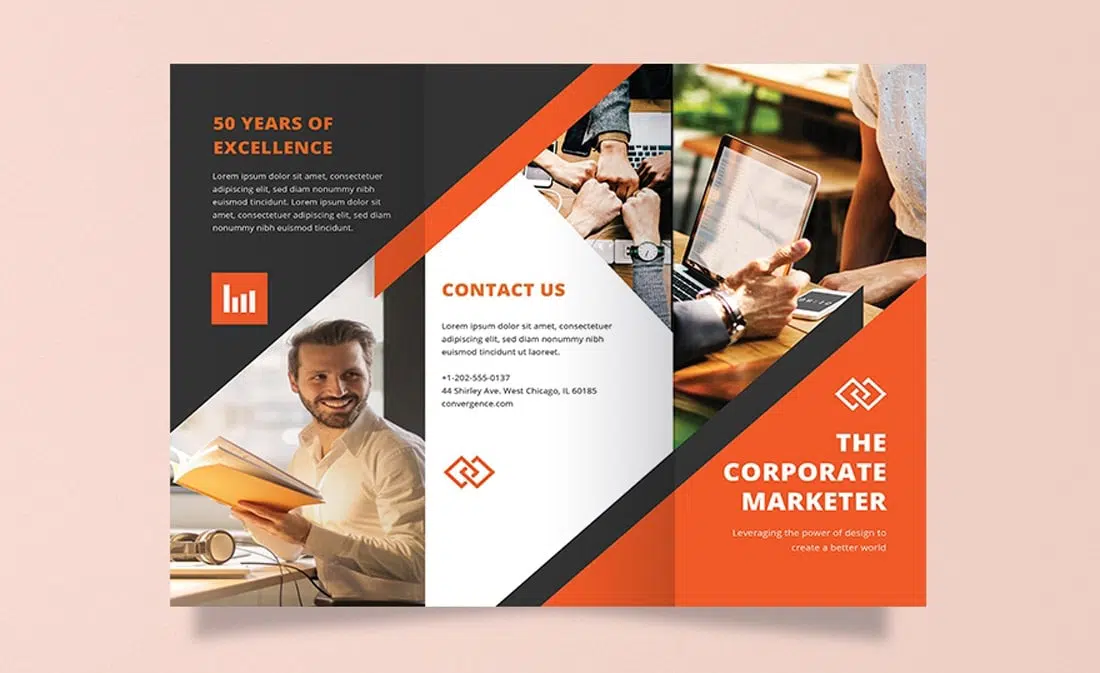 50 YEARS OF
EXCELLENCE
Lorem ipsum dolor sit amet, consectetuer
adipiscing elit, sed diam nonummy nibh
euismod tincidunt. Lorem ipsum dolor sit
amet, consectetuer adipiscing elit, sed diam
nonummy nibh euismod tincidunt.
CONTACT US
Lorem ipsum dolor sit amet, consectetuer
adipiscing elit, sed diam nonummy nibh
euismod tincidunt ut laoreet.
+1-202-555-0137
44 Shirley Ave. West Chicago, IL 60185
convergence.com
THE
CORPORATE
MARKETER
Leveraging the power of design to
create a better world